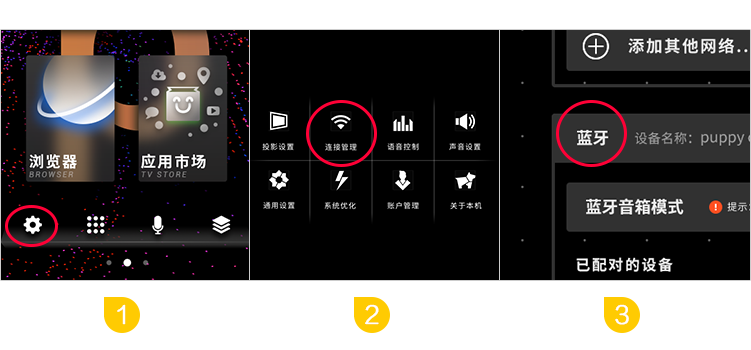 浏览器
BROWSER
应用市场
TV STORE
投影设置
连接管理
语音控制
声音设置
通用设置
系统优化
账户管理
关于本机
添加其他网络..
蓝牙
设备名称：puppy
蓝牙音箱模式
! 提示
已配对的设备
1
2
3